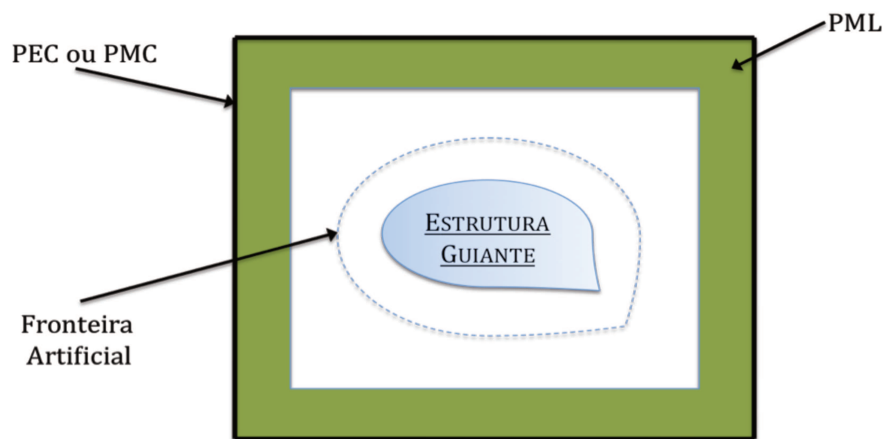 PML
PEC ou PMC
ESTRUTURA
GUIANTE
Fronteira
Artificial